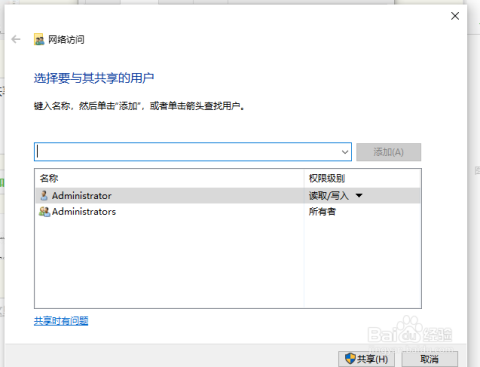 网络访问
选择要与其共享的用户
键入名称，然后单击"添加"，或者单击箭头查找用户。
添加(A)
名称 权限级别
Administrator 读取/写入
Administrators 所有者
共享时有问题
Baidu 经验
共享(H) 取消